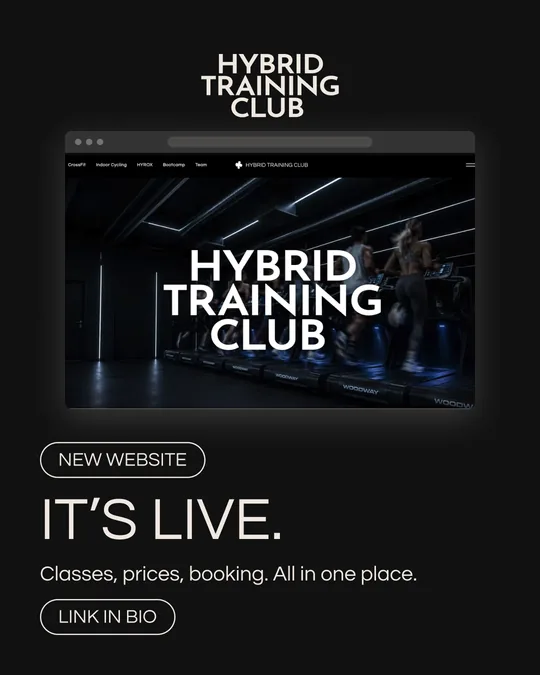 HYBRID
TRAINING
CLUB
CrossFit Indoor Cycling HYROX Bootcamp Team HYBRID TRAINING CLUB
HYBRID
TRAINING
CLUB
WOODWAY
WOODWAY
WOODW
NEW WEBSITE
IT’S LIVE.
Classes, prices, booking. All in one place.
LINK IN BIO